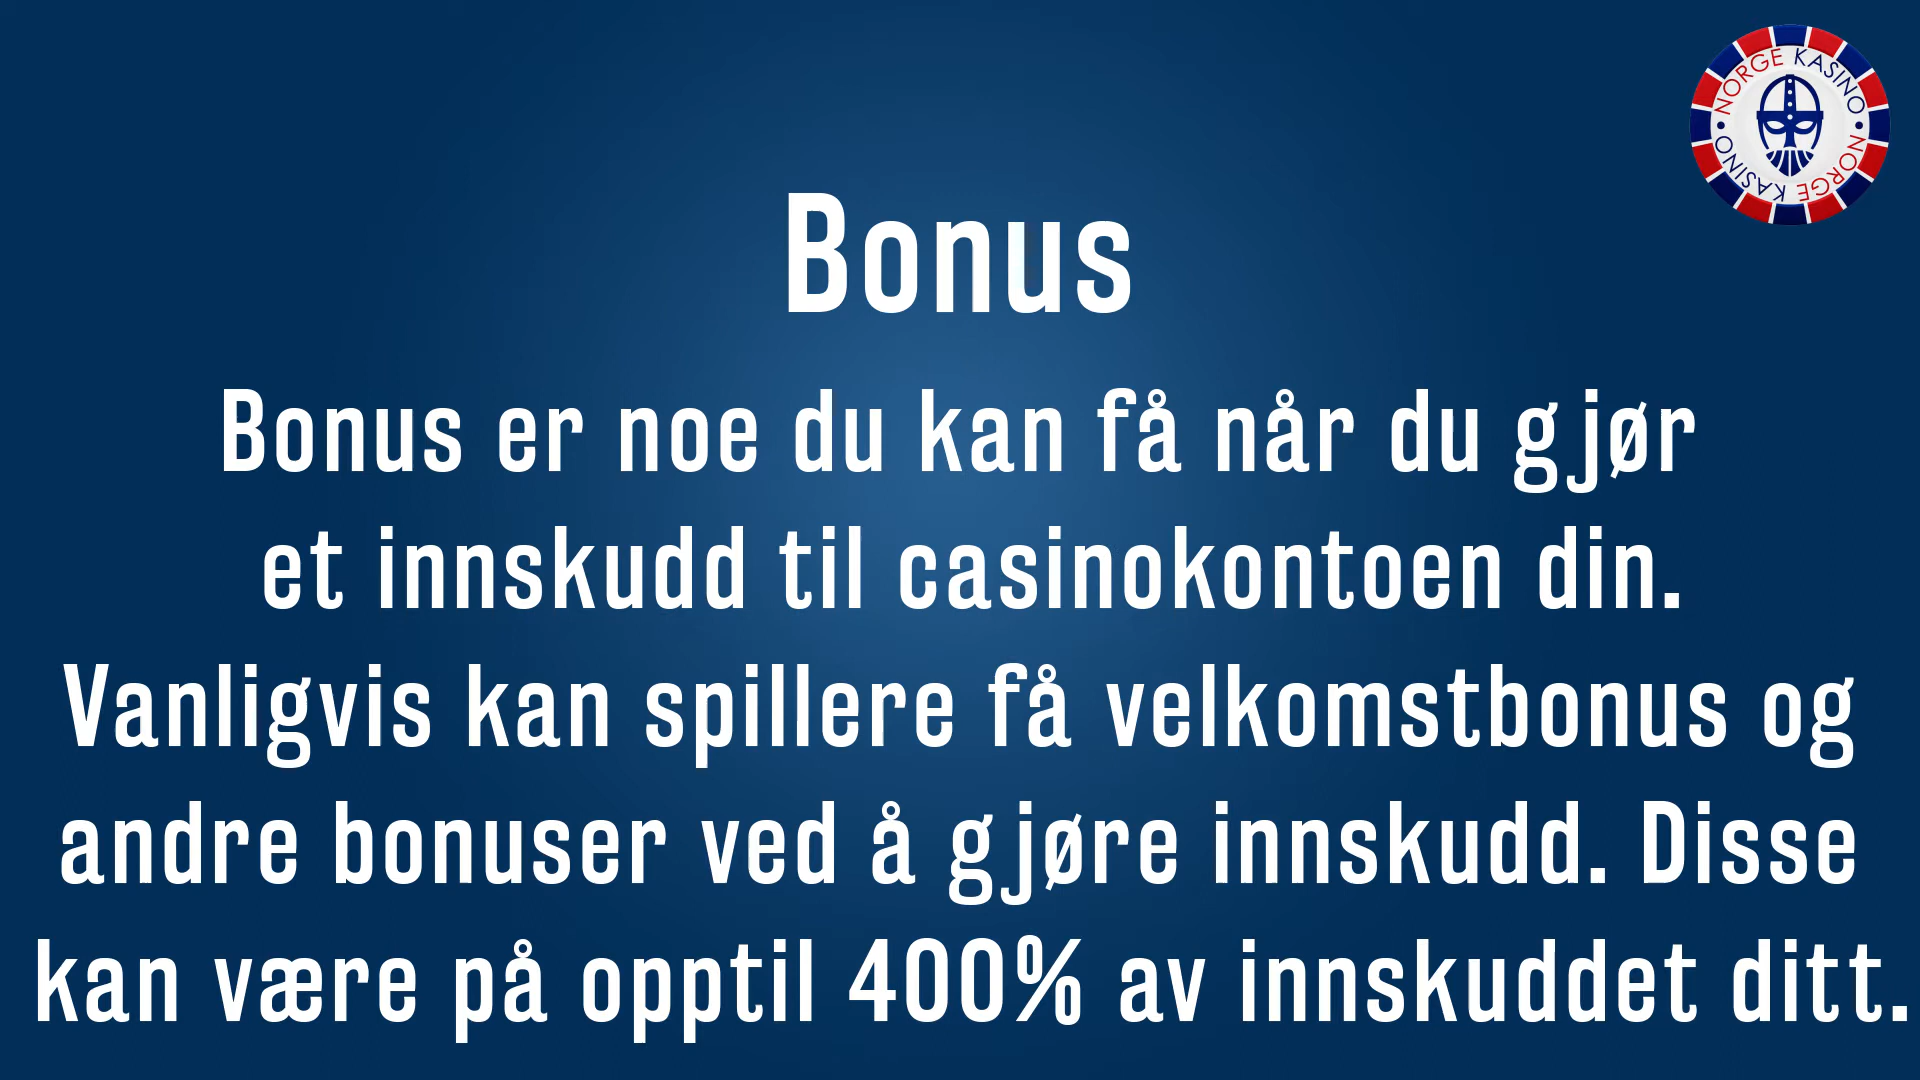 NORGE KASINO • NORGE KASINO •
Bonus
Bonus er noe du kan få når du gjør
et innskudd til casinokontoen din.
Vanligvis kan spillere få velkomstbonus og
andre bonuser ved å gjøre innskudd. Disse
kan være på opptil 400% av innskuddet ditt.